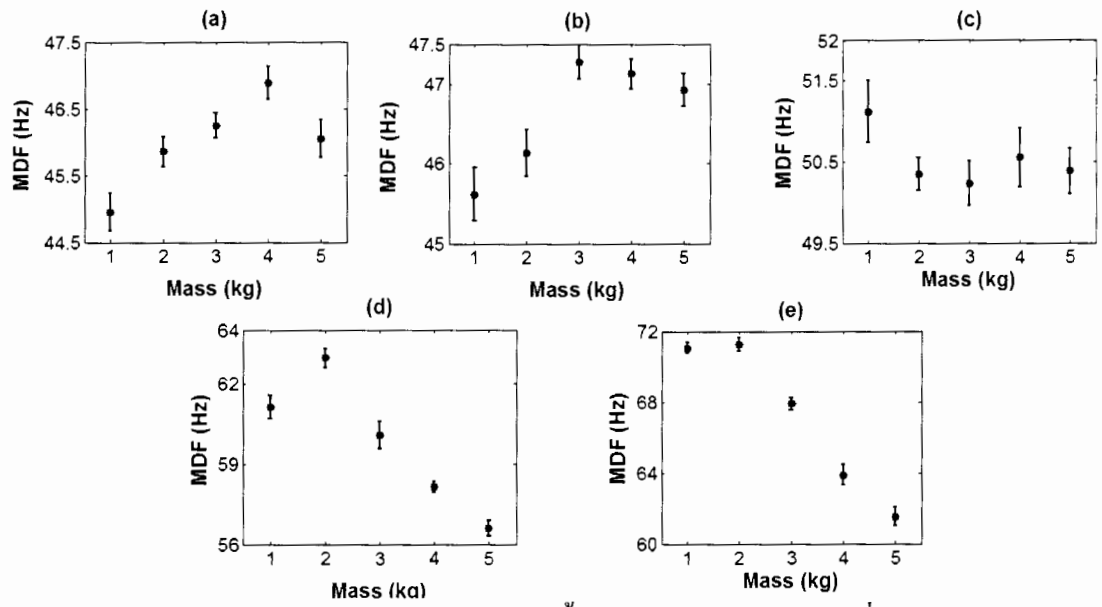 (a)
47.5
46.5
45.5
44.5
MDF (Hz)
1 2 3 4 5
Mass (kg)
(b)
47.5
47
46
45
MDF (Hz)
1 2 3 4 5
Mass (kg)
(c)
52
51.5
50.5
49.5
MDF (Hz)
1 2 3 4 5
Mass (kg)
(d)
64
62
59
56
MDF (Hz)
1 2 3 4 5
Mass (kg)
(e)
72
68
64
60
MDF (Hz)
1 2 3 4 5
Mass (kg)